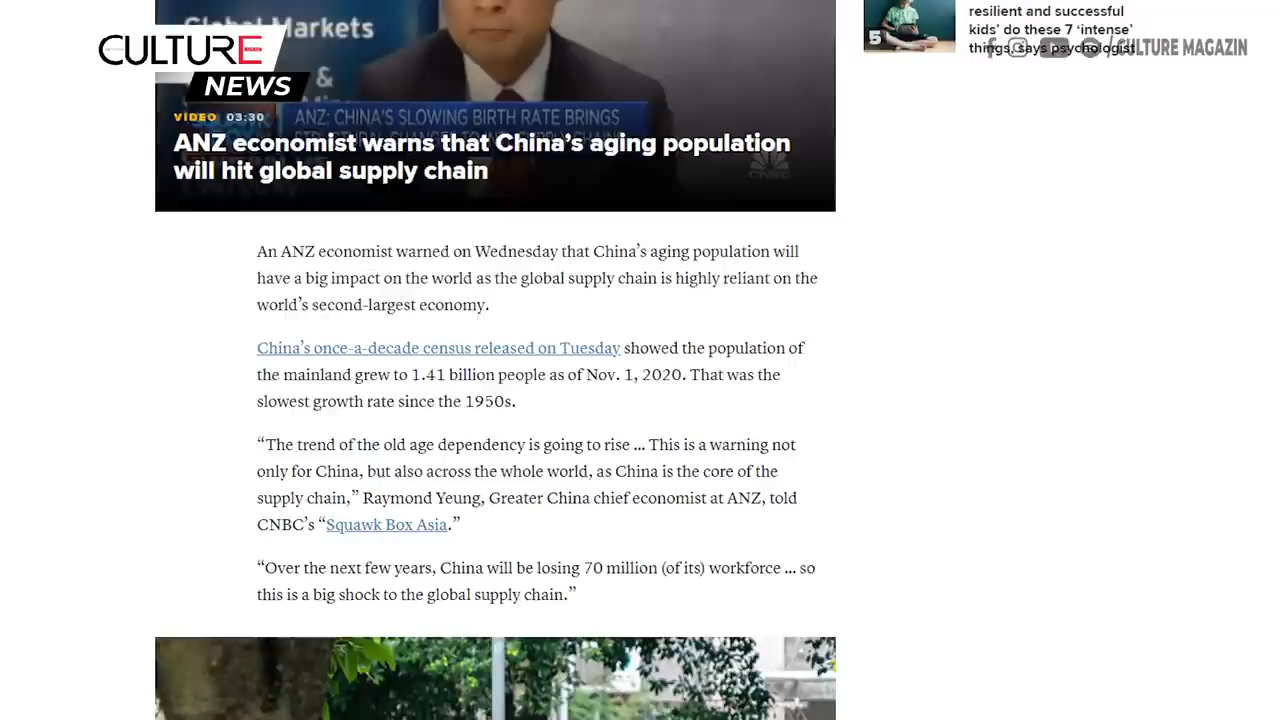 Global Markets
CULTURE
MAGAZIN
NEWS
&
VIDEO 03:30
ANZ: CHINA'S SLOWING BIRTH RATE BRINGS
ANZ economist warns that China’s aging population
will hit global supply chain
CNBC
5
resilient and successful
kids’ do these 7 ‘intense’
things, says psychologist
/CULTURE MAGAZIN
An ANZ economist warned on Wednesday that China’s aging population will
have a big impact on the world as the global supply chain is highly reliant on the
world’s second-largest economy.
China’s once-a-decade census released on Tuesday showed the population of
the mainland grew to 1.41 billion people as of Nov. 1, 2020. That was the
slowest growth rate since the 1950s.
“The trend of the old age dependency is going to rise ... This is a warning not
only for China, but also across the whole world, as China is the core of the
supply chain,” Raymond Yeung, Greater China chief economist at ANZ, told
CNBC’s “Squawk Box Asia.”
“Over the next few years, China will be losing 70 million (of its) workforce ... so
this is a big shock to the global supply chain.”